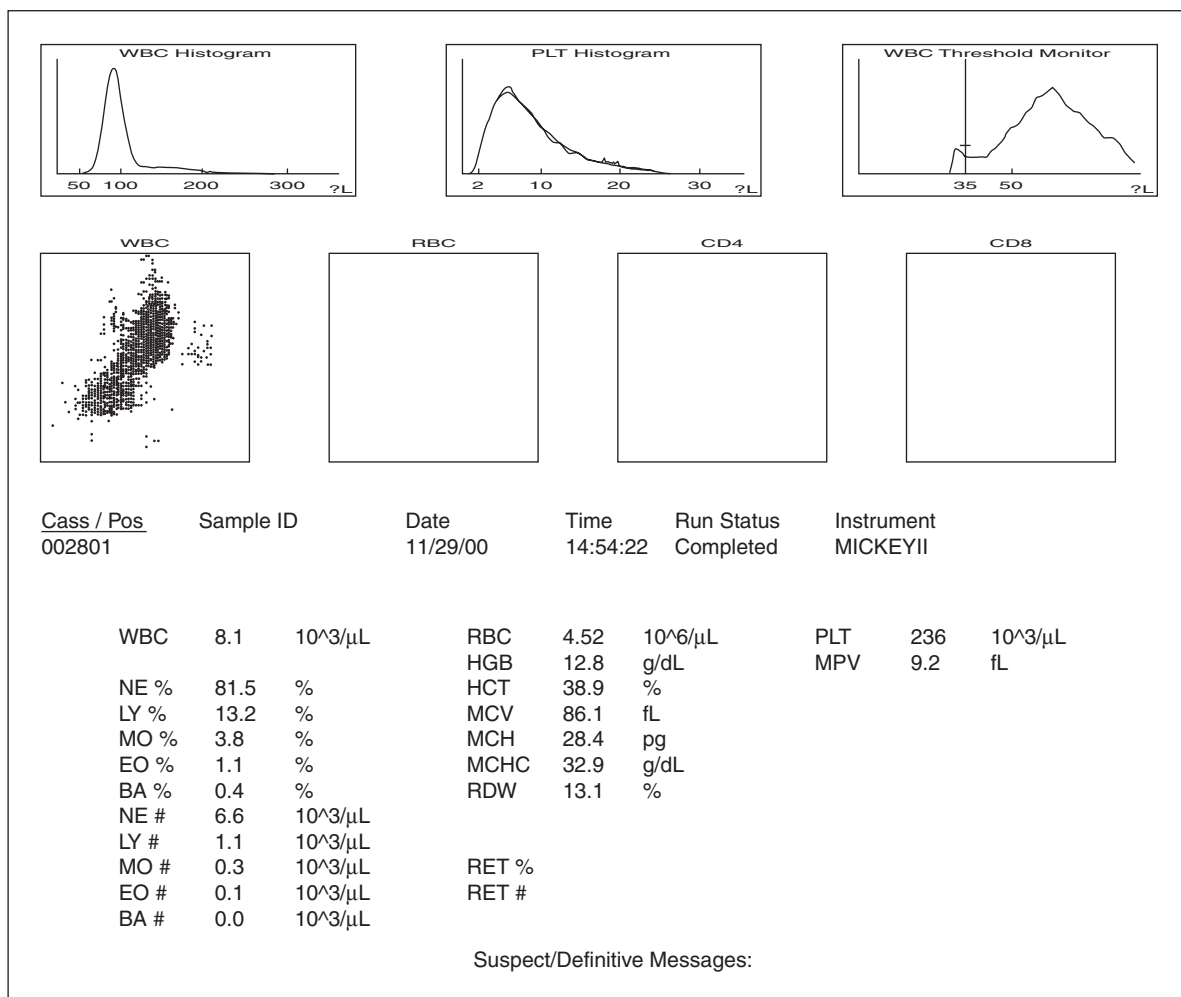 WBC Histogram PLT Histogram WBC Threshold Monitor
50 100 200 300 ?L 2 10 20 30 ?L 35 50 ?L
WBC RBC CD4 CD8
Cass / Pos Sample ID Date Time Run Status Instrument
002801 11/29/00 14:54:22 Completed MICKEYII
WBC 8.1 10^3/μL RBC 4.52 10^6/μL PLT 236 10^3/μL
HGB 12.8 g/dL MPV 9.2 fL
NE % 81.5 % HCT 38.9 %
LY % 13.2 % MCV 86.1 fL
MO % 3.8 % MCH 28.4 pg
EO % 1.1 % MCHC 32.9 g/dL
BA % 0.4 % RDW 13.1 %
NE # 6.6 10^3/μL
LY # 1.1 10^3/μL
MO # 0.3 10^3/μL RET %
EO # 0.1 10^3/μL RET #
BA # 0.0 10^3/μL
Suspect/Definitive Messages: